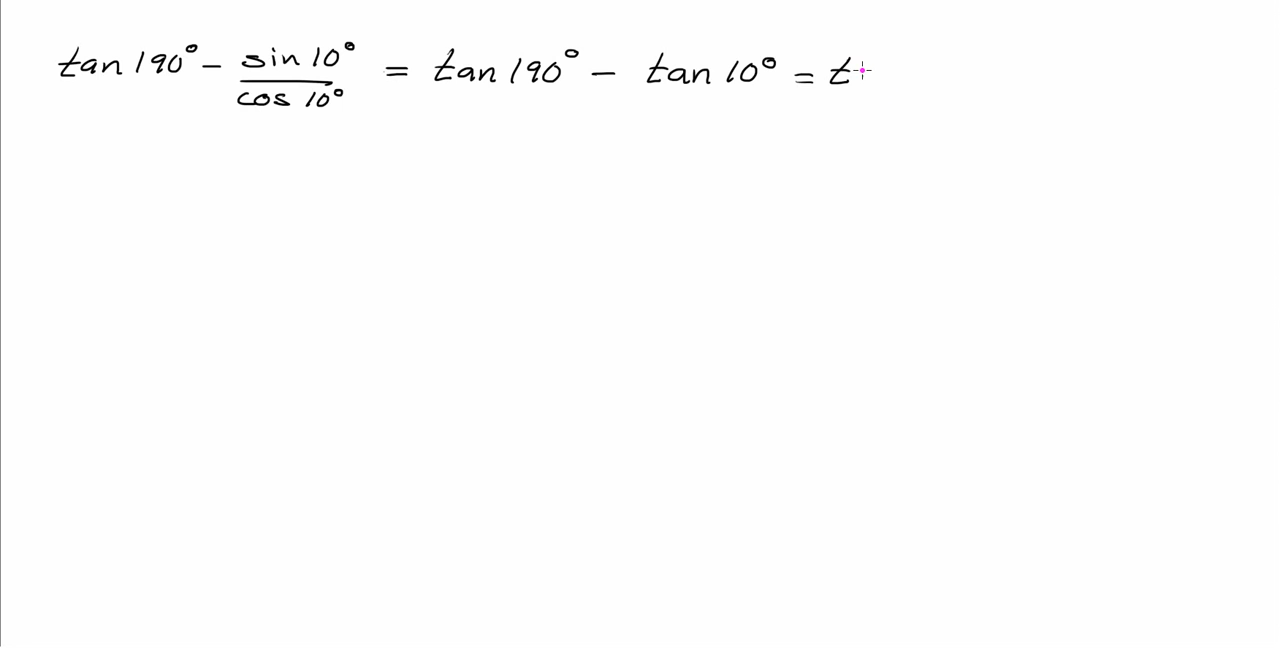 tan 190° − sin 10° / cos 10° = tan 190° − tan 10° = t